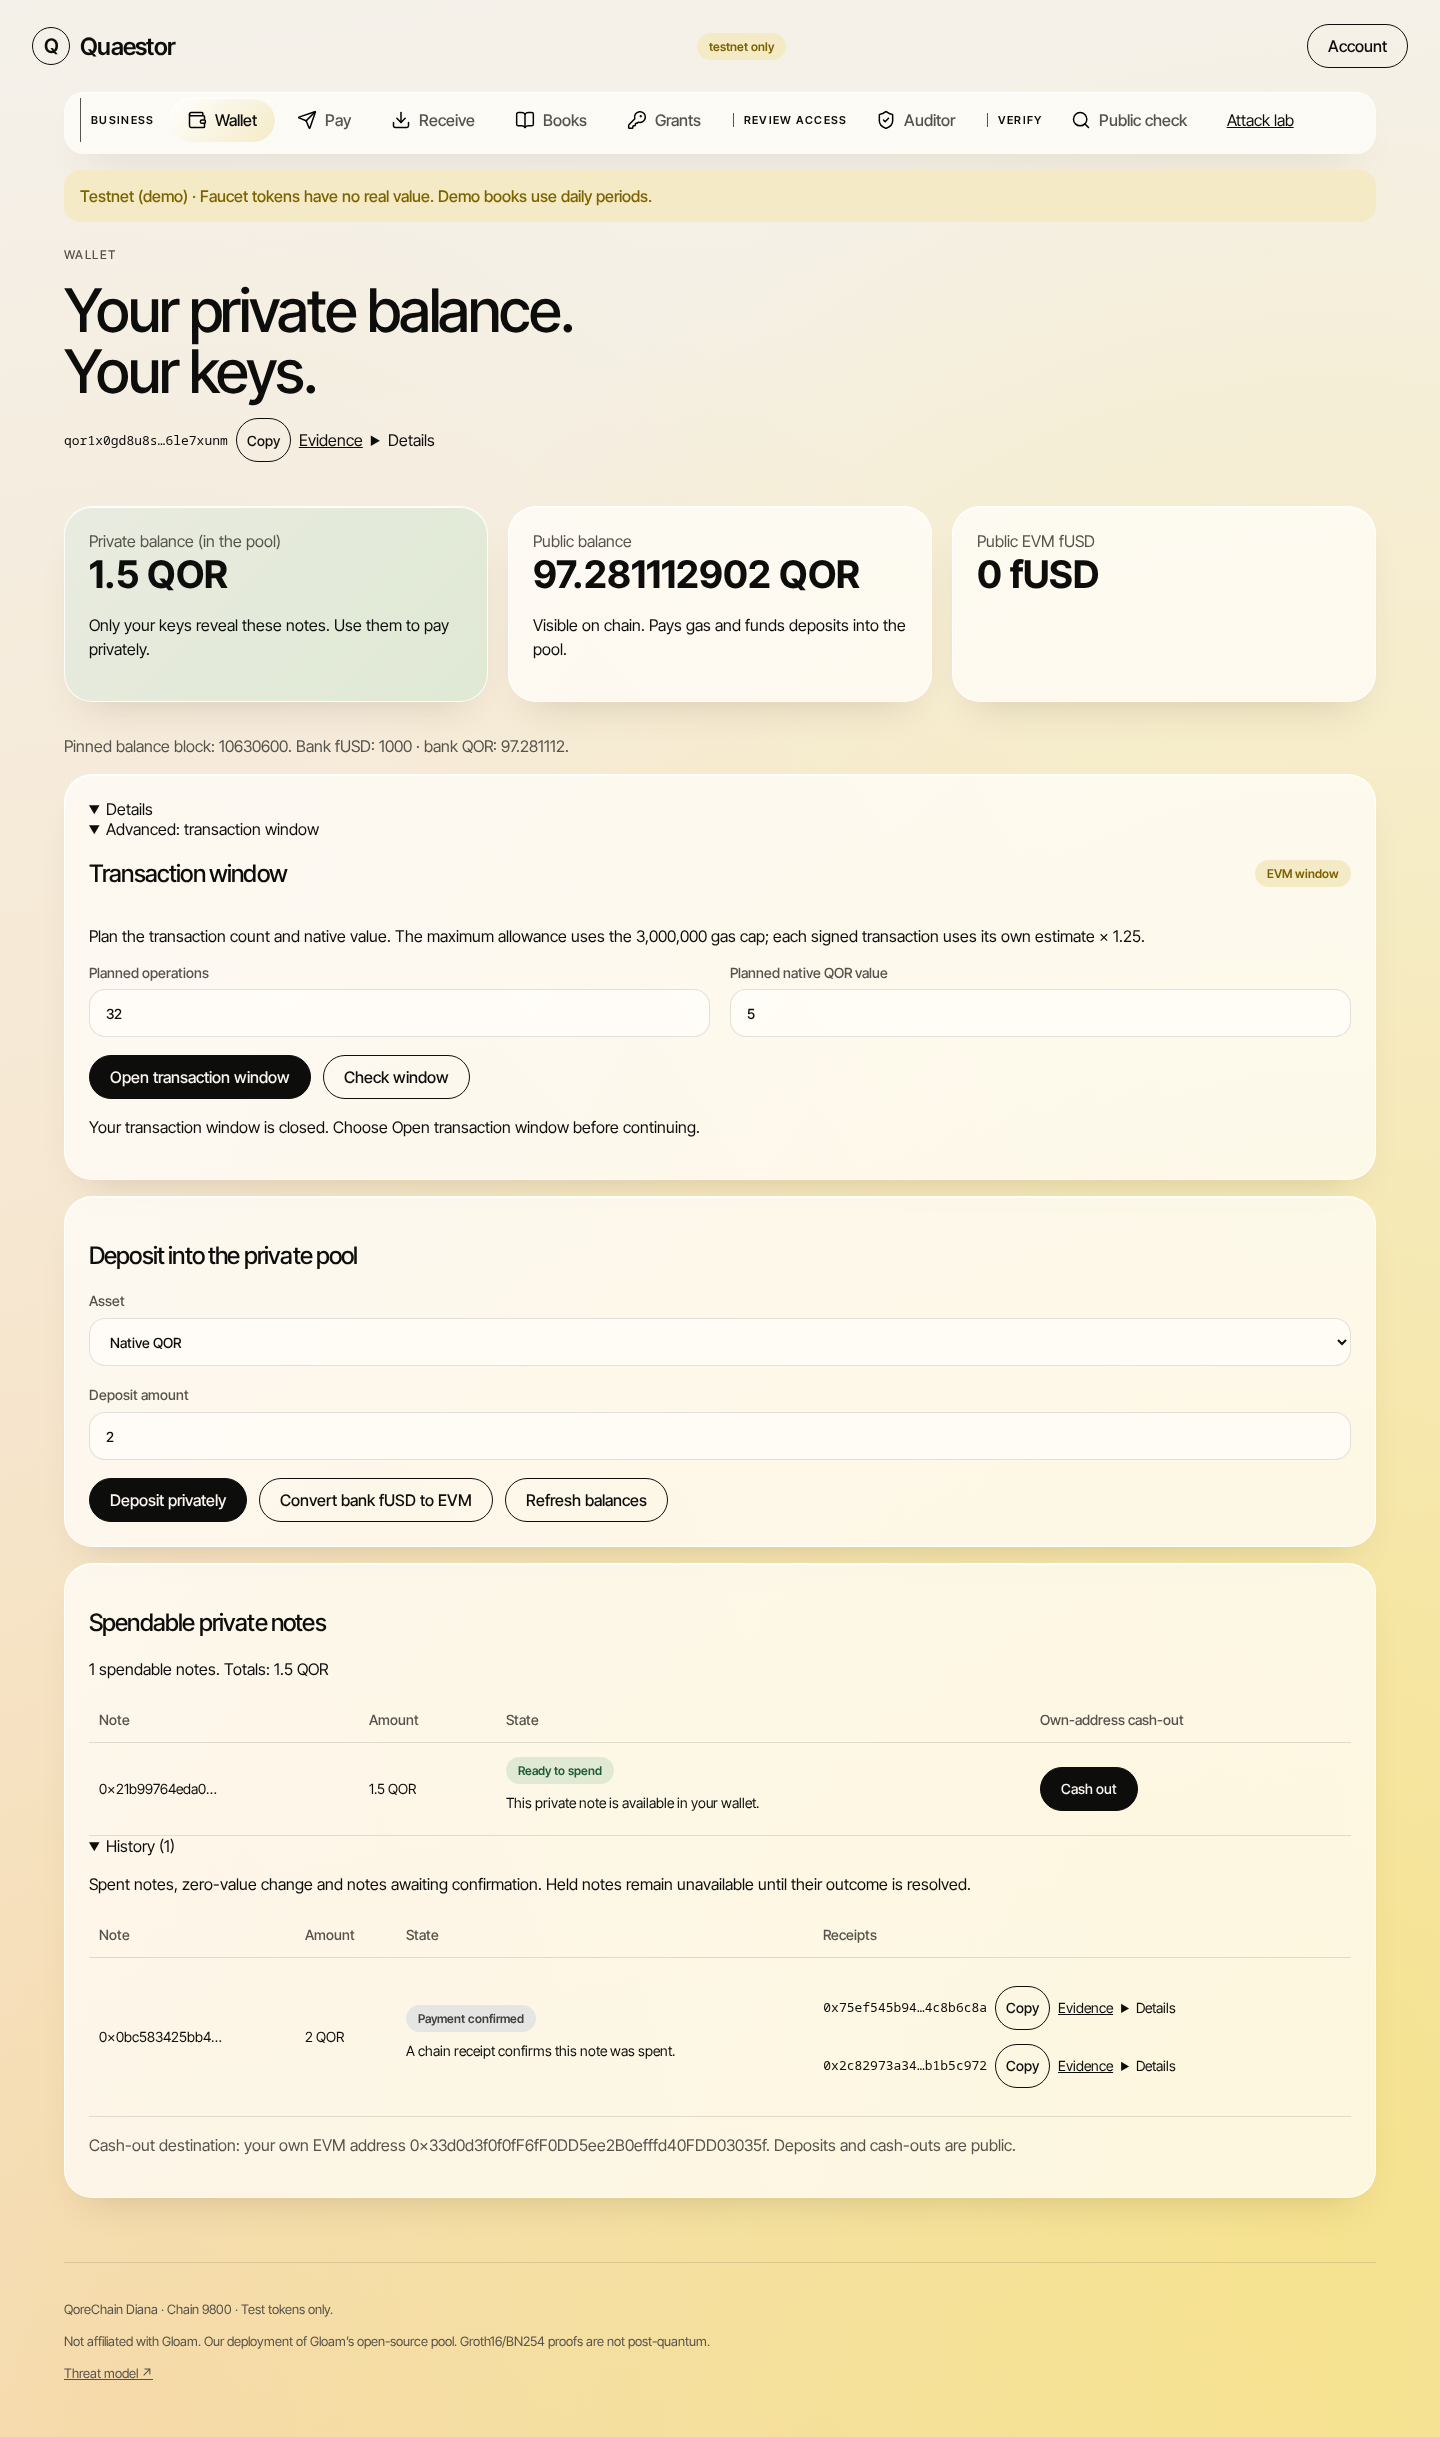 Q Quaestor
testnet only
Account
BUSINESS Wallet Pay Receive Books Grants REVIEW ACCESS Auditor VERIFY Public check Attack lab
Testnet (demo) · Faucet tokens have no real value. Demo books use daily periods.
WALLET
Your private balance.
Your keys.
qor1x0gd8u8s…6le7xunm Copy Evidence ▶ Details
Private balance (in the pool)
1.5 QOR
Only your keys reveal these notes. Use them to pay
privately.
Public balance
97.281112902 QOR
Visible on chain. Pays gas and funds deposits into the
pool.
Public EVM fUSD
0 fUSD
Pinned balance block: 10630600. Bank fUSD: 1000 · bank QOR: 97.281112.
▼ Details
▼ Advanced: transaction window
Transaction window
EVM window
Plan the transaction count and native value. The maximum allowance uses the 3,000,000 gas cap; each signed transaction uses its own estimate × 1.25.
Planned operations
32
Planned native QOR value
5
Open transaction window Check window
Your transaction window is closed. Choose Open transaction window before continuing.
Deposit into the private pool
Asset
Native QOR
Deposit amount
2
Deposit privately Convert bank fUSD to EVM Refresh balances
Spendable private notes
1 spendable notes. Totals: 1.5 QOR
Note Amount State Own-address cash-out
0×21b99764eda0… 1.5 QOR Ready to spend
This private note is available in your wallet.
Cash out
▼ History (1)
Spent notes, zero-value change and notes awaiting confirmation. Held notes remain unavailable until their outcome is resolved.
Note Amount State Receipts
0×0bc583425bb4… 2 QOR Payment confirmed
A chain receipt confirms this note was spent.
0x75ef545b94…4c8b6c8a Copy Evidence ▶ Details
0x2c82973a34…b1b5c972 Copy Evidence ▶ Details
Cash-out destination: your own EVM address 0×33d0d3f0f0fF6fF0DD5ee2B0efffd40FDD03035f. Deposits and cash-outs are public.
QoreChain Diana · Chain 9800 · Test tokens only.
Not affiliated with Gloam. Our deployment of Gloam's open-source pool. Groth16/BN254 proofs are not post-quantum.
Threat model ↗